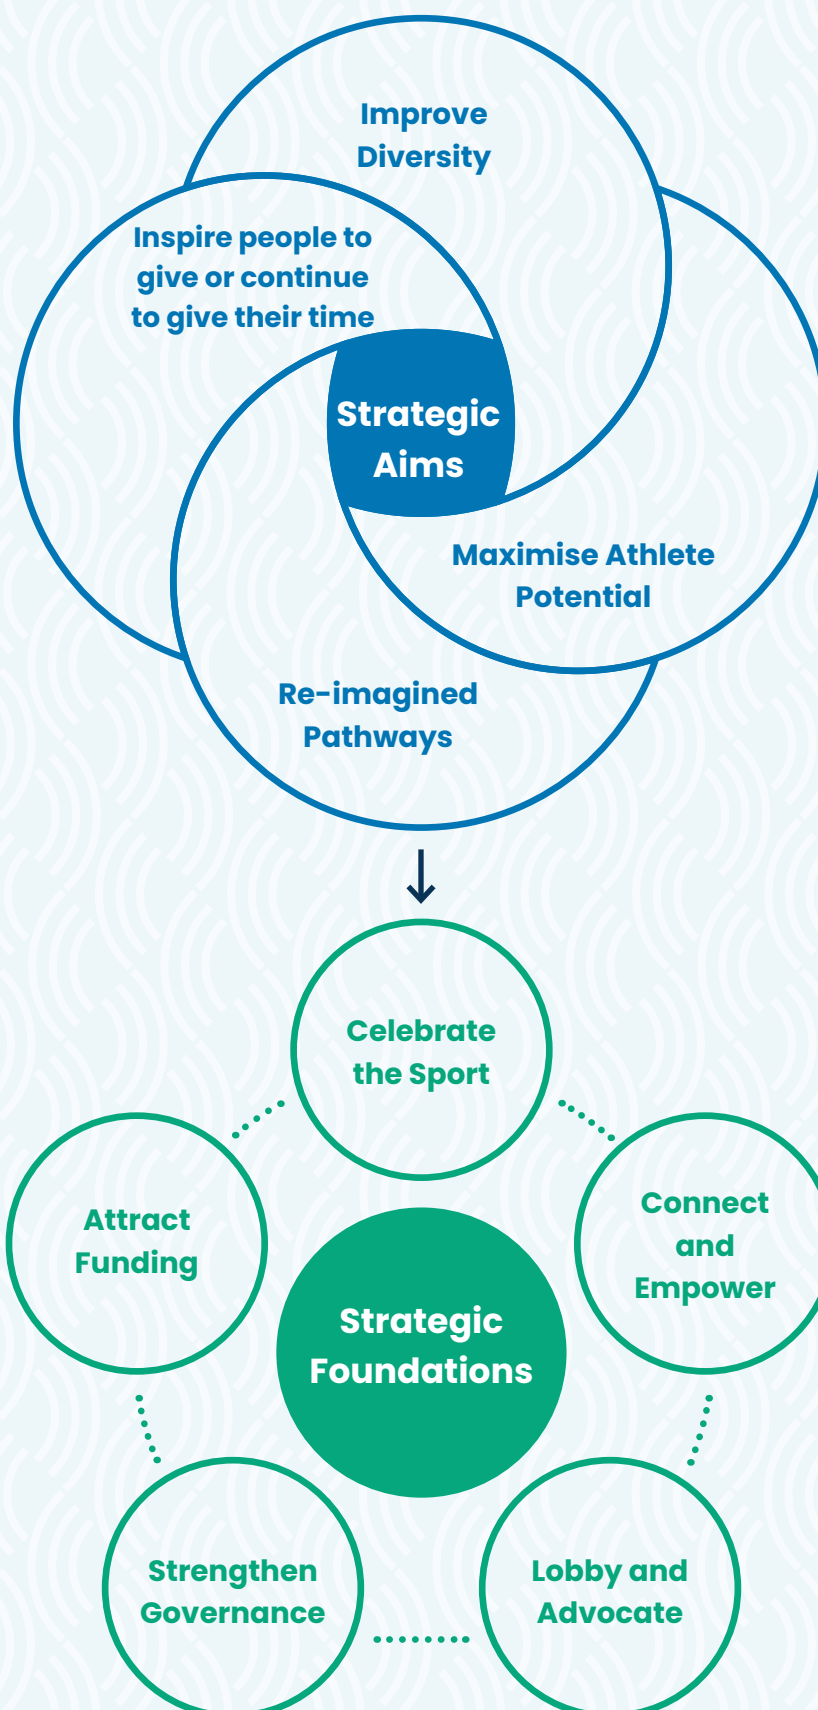 Improve
Diversity
Inspire people to
give or continue
to give their time
Strategic
Aims
Maximise Athlete
Potential
Re-imagined
Pathways
Celebrate
the Sport
Attract
Funding
Connect
and
Empower
Strategic
Foundations
Strengthen
Governance
Lobby and
Advocate